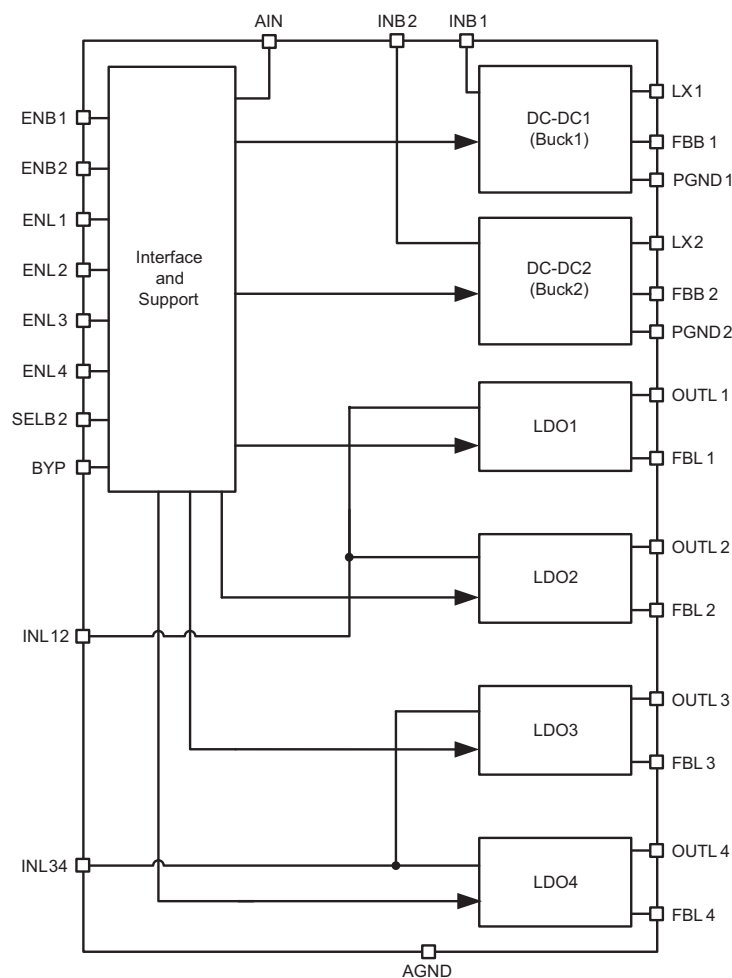 AIN
INB2
INB1
ENB1
ENB2
ENL1
ENL2
ENL3
ENL4
SELB2
BYP
INL12
INL34
Interface
and
Support
DC-DC1
(Buck1)
DC-DC2
(Buck2)
LDO1
LDO2
LDO3
LDO4
LX1
FBB1
PGND1
LX2
FBB2
PGND2
OUTL1
FBL1
OUTL2
FBL2
OUTL3
FBL3
OUTL4
FBL4
AGND